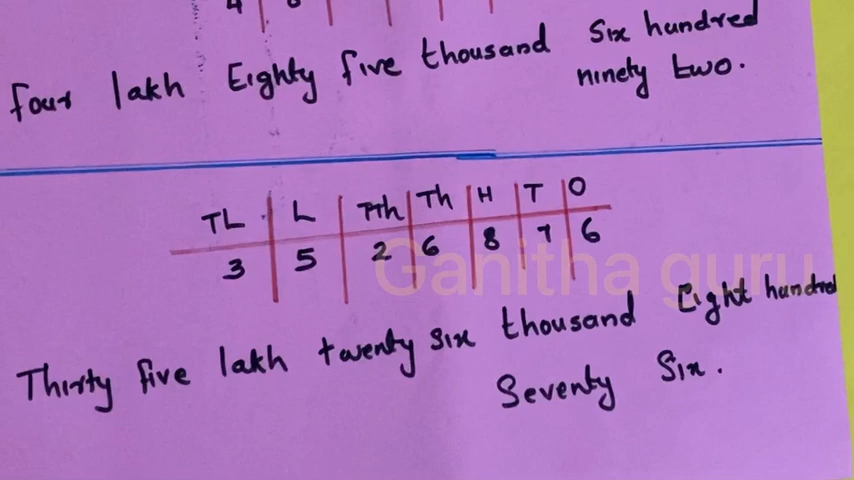 Four lakh Eighty five thousand Six hundred
ninety two.
TL L TTh Th H T O
3 5 2 6 8 7 6
Ganitha guru
Thirty five lakh twenty six thousand Eight hundred
Seventy Six.